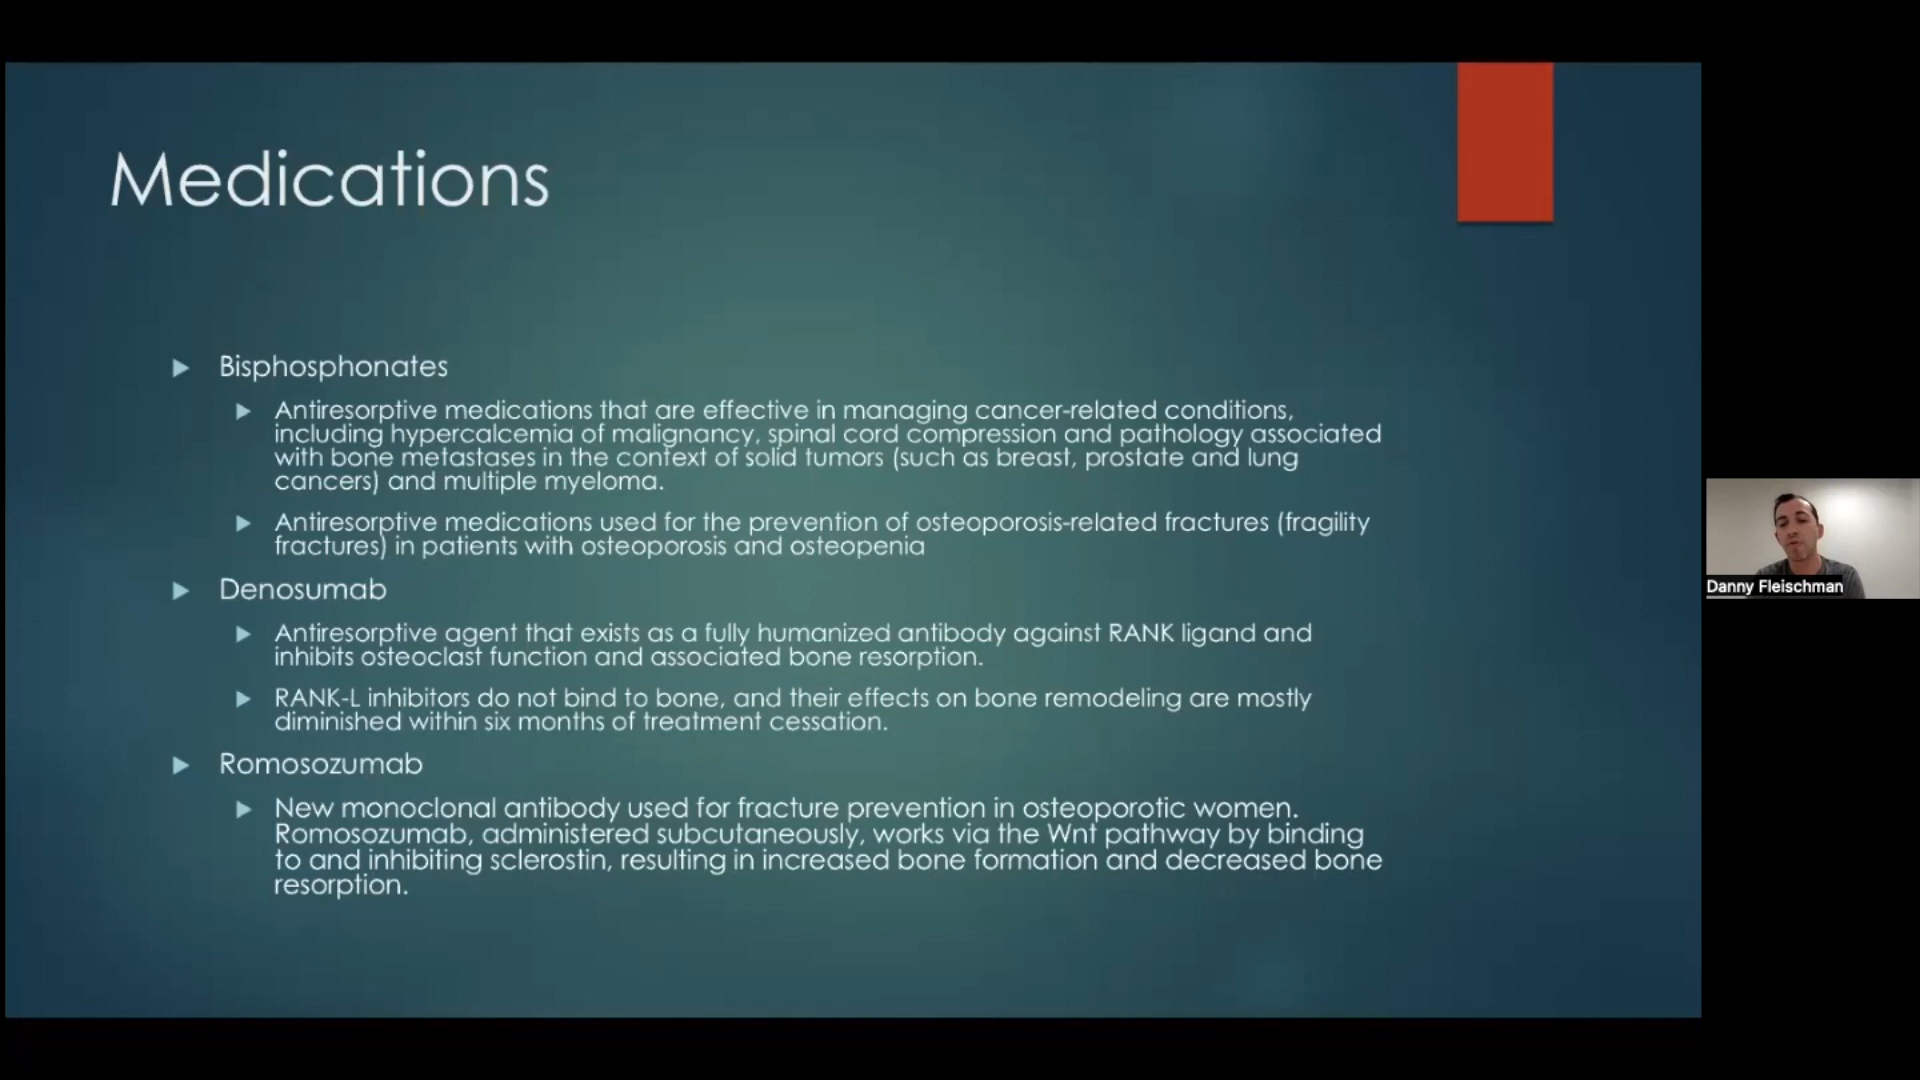 Medications
Bisphosphonates
Antiresorptive medications that are effective in managing cancer-related conditions,
including hypercalcemia of malignancy, spinal cord compression and pathology associated
with bone metastases in the context of solid tumors (such as breast, prostate and lung
cancers) and multiple myeloma.
Antiresorptive medications used for the prevention of osteoporosis-related fractures (fragility
fractures) in patients with osteoporosis and osteopenia
Denosumab
Antiresorptive agent that exists as a fully humanized antibody against RANK ligand and
inhibits osteoclast function and associated bone resorption.
RANK-L inhibitors do not bind to bone, and their effects on bone remodeling are mostly
diminished within six months of treatment cessation.
Romosozumab
New monoclonal antibody used for fracture prevention in osteoporotic women.
Romosozumab, administered subcutaneously, works via the Wnt pathway by binding
to and inhibiting sclerostin, resulting in increased bone formation and decreased bone
resorption.
Danny Fleischman